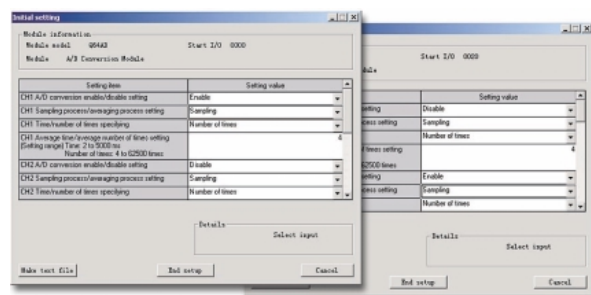 Initial setting
Module information
Module model Q64AD Start I/O 0000
Module A/D Conversion Module
Setting item Setting value
CH1 A/D conversion enable/disable setting Enable
CH1 Sampling process/averaging process setting Sampling
CH1 Time/number of times specifying Number of times
CH1 Average time/average number of times setting 4
(Setting range) Time: 2 to 5000 ms
Number of times: 4 to 62500 times
CH2 A/D conversion enable/disable setting Disable
CH2 Sampling process/averaging process setting Sampling
CH2 Time/number of times specifying Number of times
Details
Select input
Make text file End setup Cancel
Start I/O 0020
dule
Setting value
setting Disable
ocess setting Sampling
Number of times
f times setting 4
62500 times
setting Enable
ocess setting Sampling
Number of times
Details
Select input
End setup Cancel